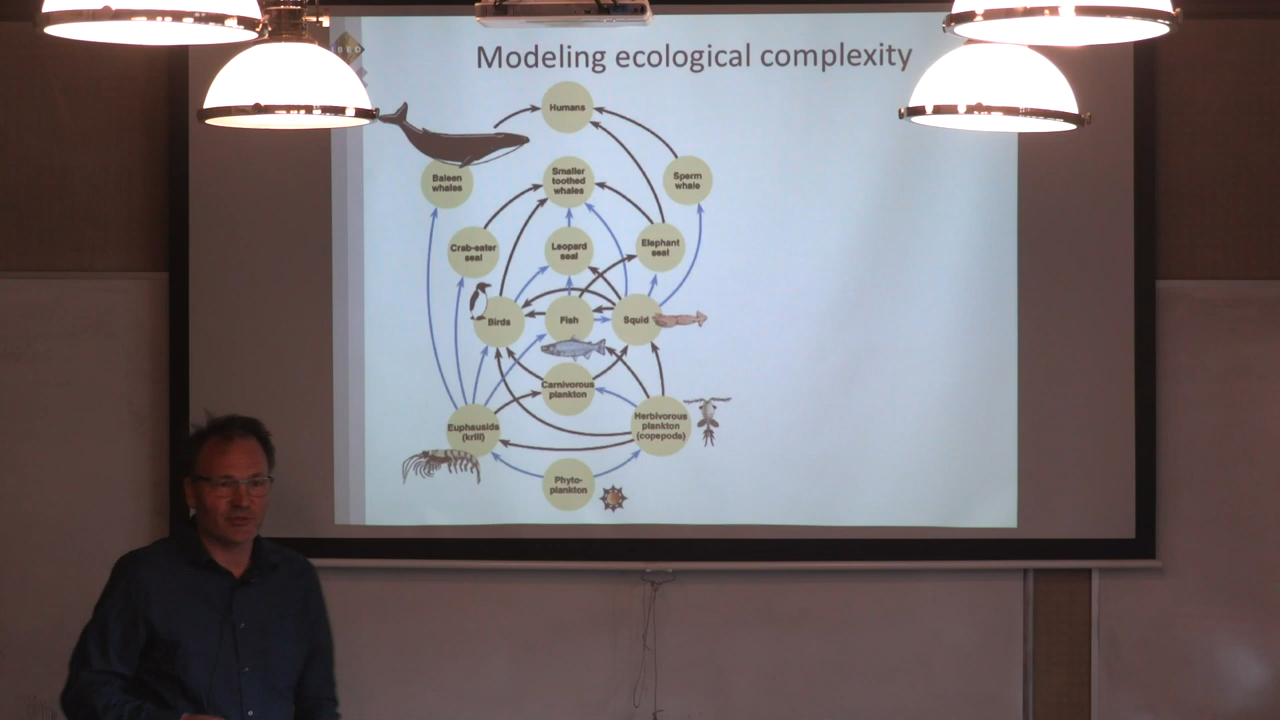 IBED
Modeling ecological complexity
Humans
Baleen
whales
Smaller
toothed
whales
Sperm
whale
Crab-eater
seal
Leopard
seal
Elephant
seal
Birds
Fish
Squid
Carnivorous
plankton
Euphausids
(krill)
Herbivorous
plankton
(copepods)
Phyto-
plankton